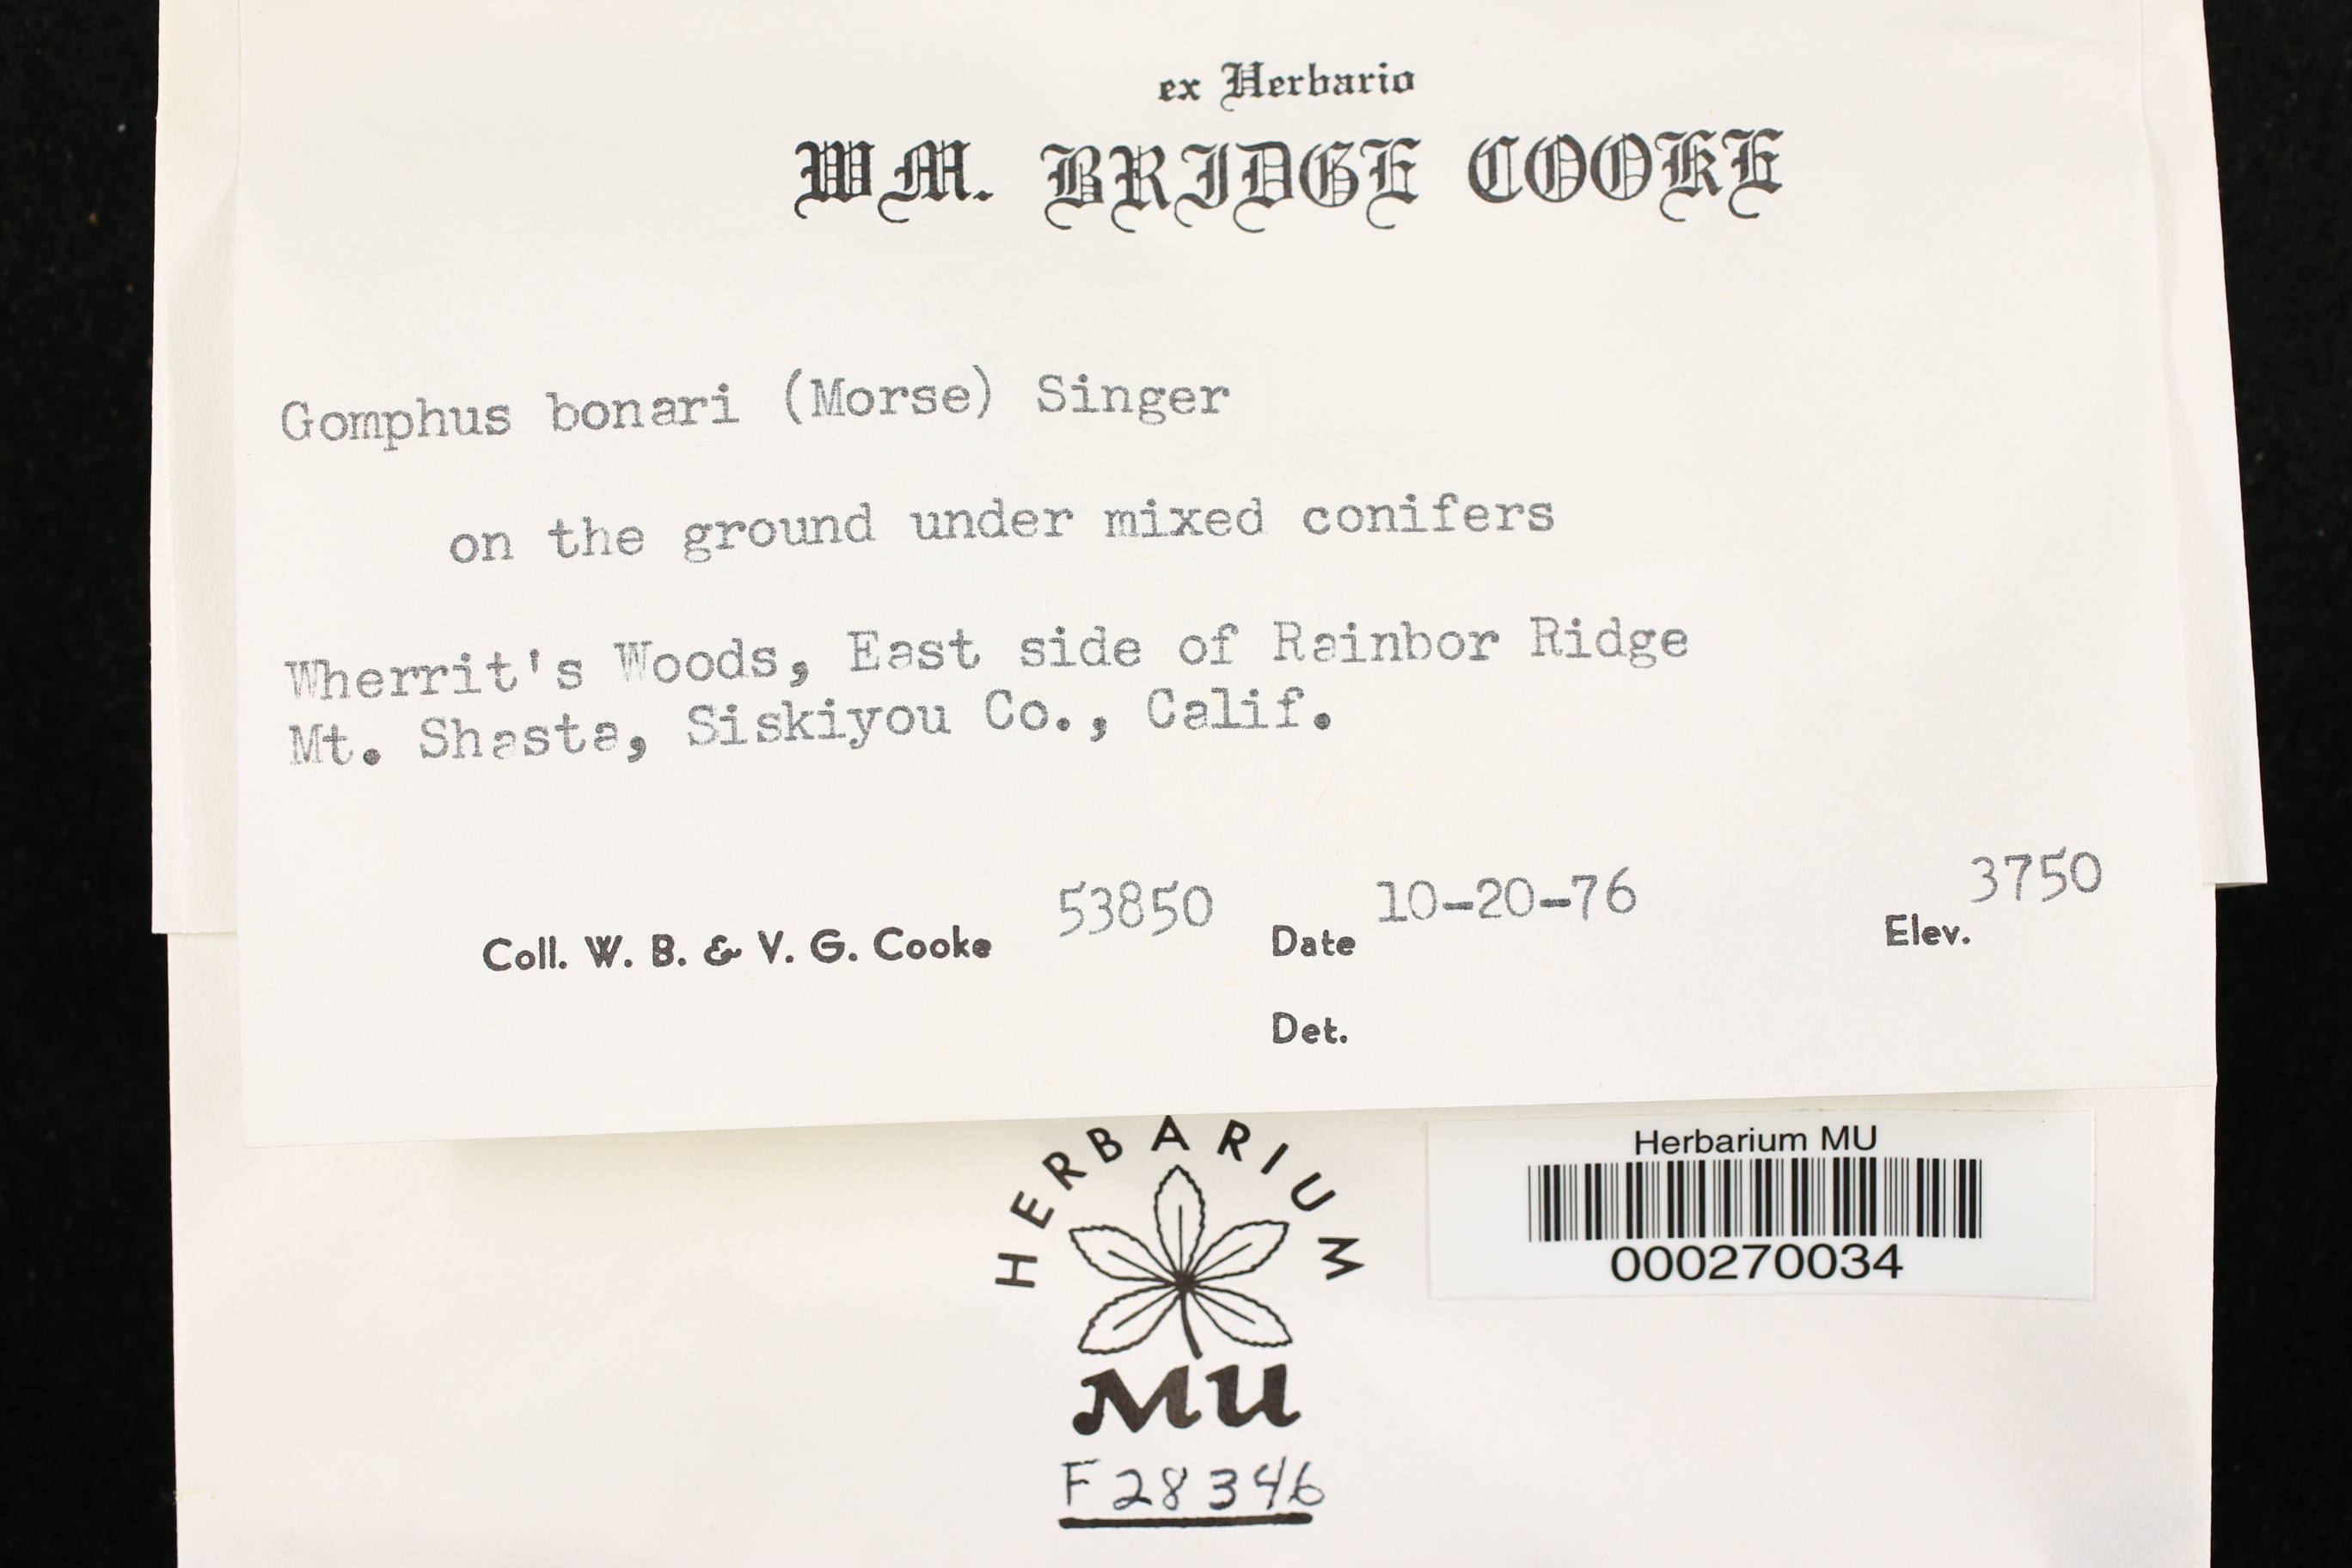 ex Herbario
WM. BRIDGE COOKE
Gomphus bonari (Morse) Singer
on the ground under mixed conifers
Wherrit's Woods, East side of Rainbor Ridge
Mt. Shasta, Siskiyou Co., Calif.
Coll. W. B. & V. G. Cooke 53850 Date 10-20-76 Elev. 3750
Det.
HERBARIUM
MU
F28346
Herbarium MU
000270034